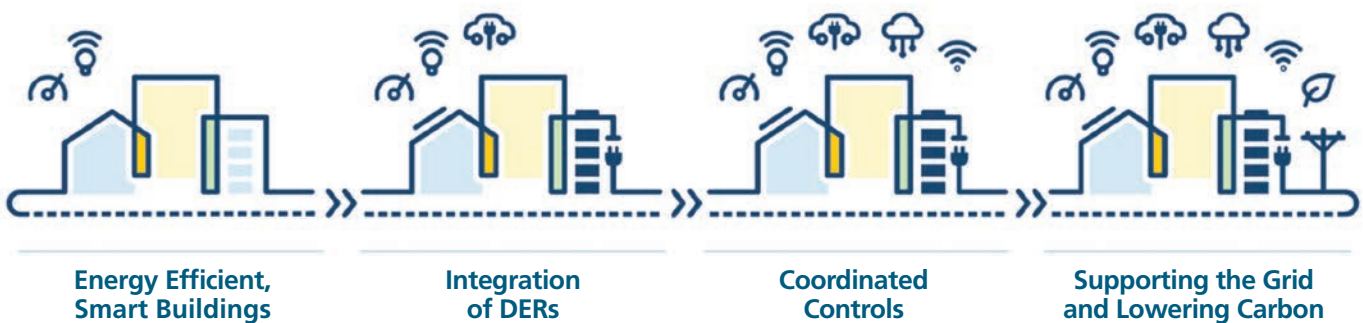 Energy Efficient,
Smart Buildings
Integration
of DERs
Coordinated
Controls
Supporting the Grid
and Lowering Carbon